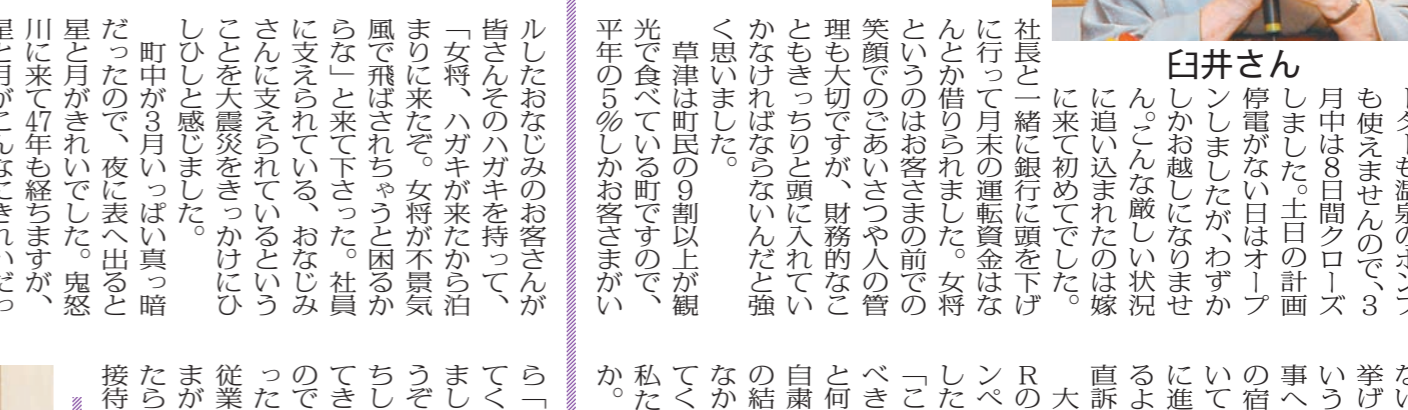 臼井さん
ーターも温泉のポンプ
も使えませんので、3
月中は8日間クローズ
しました。土日の計画
停電がない日はオープ
ンしましたが、わずか
しかお越しになりませ
ん。こんな厳しい状況
に追い込まれたのは嫁
に来て初めてでした。
社長と一緒に銀行に頭を下げ
に行って月末の運転資金はな
んとか借りられました。女将
というのはお客さまの前での
笑顔でのごあいさつや人の管
理も大切ですが、財務的なこ
ともきっちりと頭に入れてい
かなければならないんだと強
く思いました。
草津は町民の9割以上が観
光で食べている町ですので、
平年の5%しかお客さまがい
ルしたおなじみのお客さんが
皆さんそのハガキを持って、
「女将、ハガキが来たから泊
まりに来たぞ。女将が不景気
風で飛ばされちゃうと困るか
らな」と来て下さった。社員
に支えられている、おなじみ
さんに支えられているという
ことを大震災をきっかけにひ
しひしと感じました。
町中が3月いっぱい真っ暗
だったので、夜に表へ出ると
星と月がきれいでした。鬼怒
川に来て47年も経ちますが、
星と月がこんなにきれいだっ
ない
挙げ
いう
事へ
の宿
いて
に進
るよ
直訴
大
Rの
ンペ
した
「こ
べき
と何
自粛
の結
なか
てく
私た
か。
ら「
てく
まし
うぞ
ちし
てき
ので
った
従業
まが
たら
接待